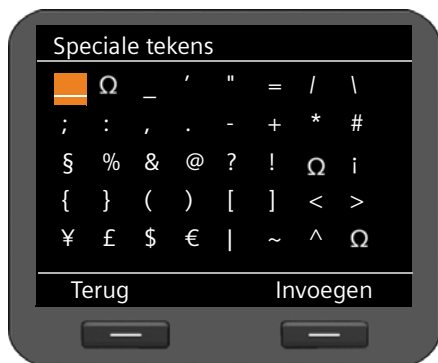 Speciale tekens
_ Ω _ ' " = / \
; : , . - + * #
§ % & @ ? ! Ω ¡
{ } ( ) [ ] < >
¥ £ $ € | ~ ^ Ω
Terug Invoegen